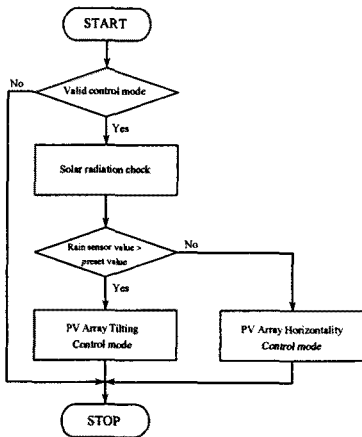 START
No
Valid control mode
Yes
Solar radiation check
Rain sensor value >
preset value
No
Yes
PV Array Tilting
Control mode
PV Array Horizontality
Control mode
STOP